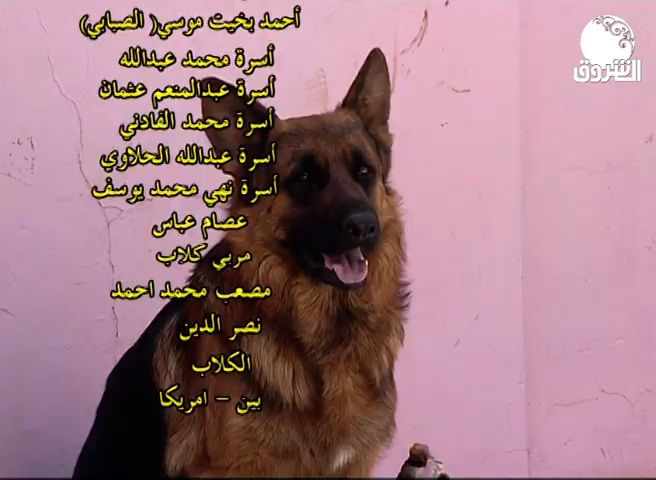 أحمد بخيت موسي( الصبابي)
أسرة محمد عبدالله
أسرة عبدالمنعم عثمان
أسرة محمد الفادني
أسرة عبدالله الحلاوي
أسرة نهي محمد يوسف
عصام عباس
مربي كلاب
مصعب محمد احمد
نصر الدين
الكلاب
بين – امريكا
الشروق